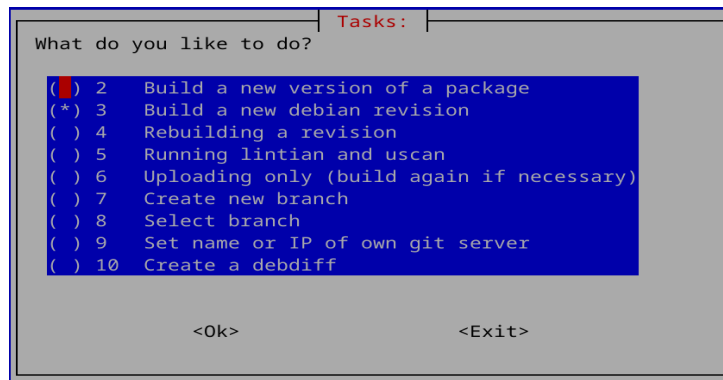 Tasks:
What do you like to do?
( ) 2 Build a new version of a package
(*) 3 Build a new debian revision
( ) 4 Rebuilding a revision
( ) 5 Running lintian and uscan
( ) 6 Uploading only (build again if necessary)
( ) 7 Create new branch
( ) 8 Select branch
( ) 9 Set name or IP of own git server
( ) 10 Create a debdiff
<Ok> <Exit>